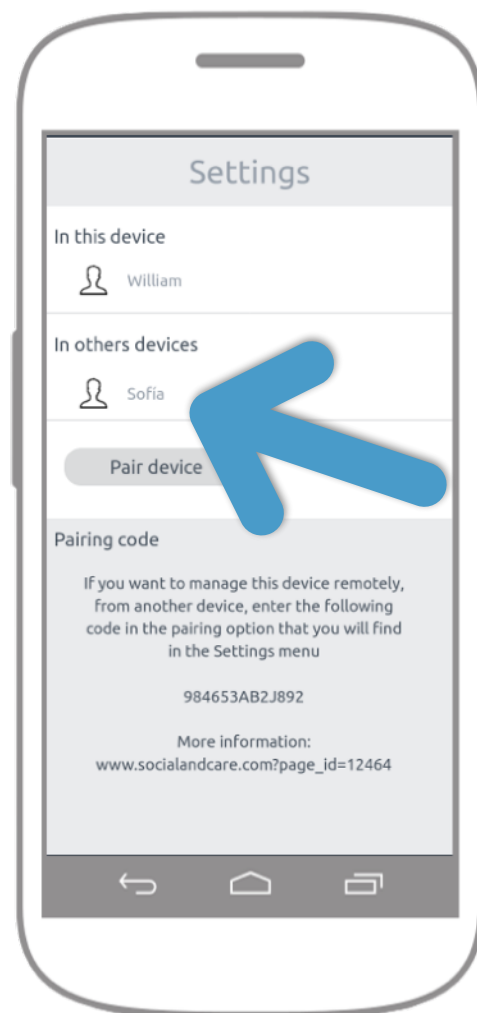 Settings
In this device
William
In others devices
Sofía
Pair device
Pairing code
If you want to manage this device remotely,
from another device, enter the following
code in the pairing option that you will find
in the Settings menu
984653AB2J892
More information:
www.socialandcare.com?page_id=12464